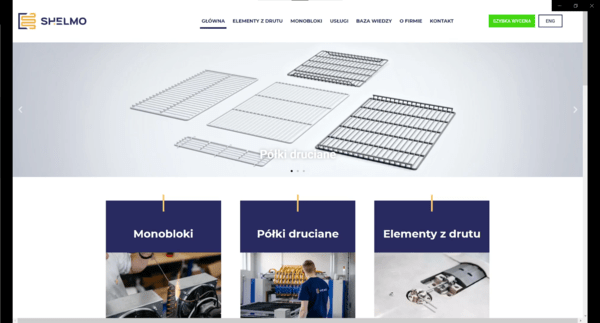 SHELMO
GŁÓWNA ELEMENTY Z DRUTU MONOBLOKI USŁUGI BAZA WIEDZY O FIRMIE KONTAKT
SZYBKA WYCENA ENG
Półki druciane
Monobloki Półki druciane Elementy z drutu